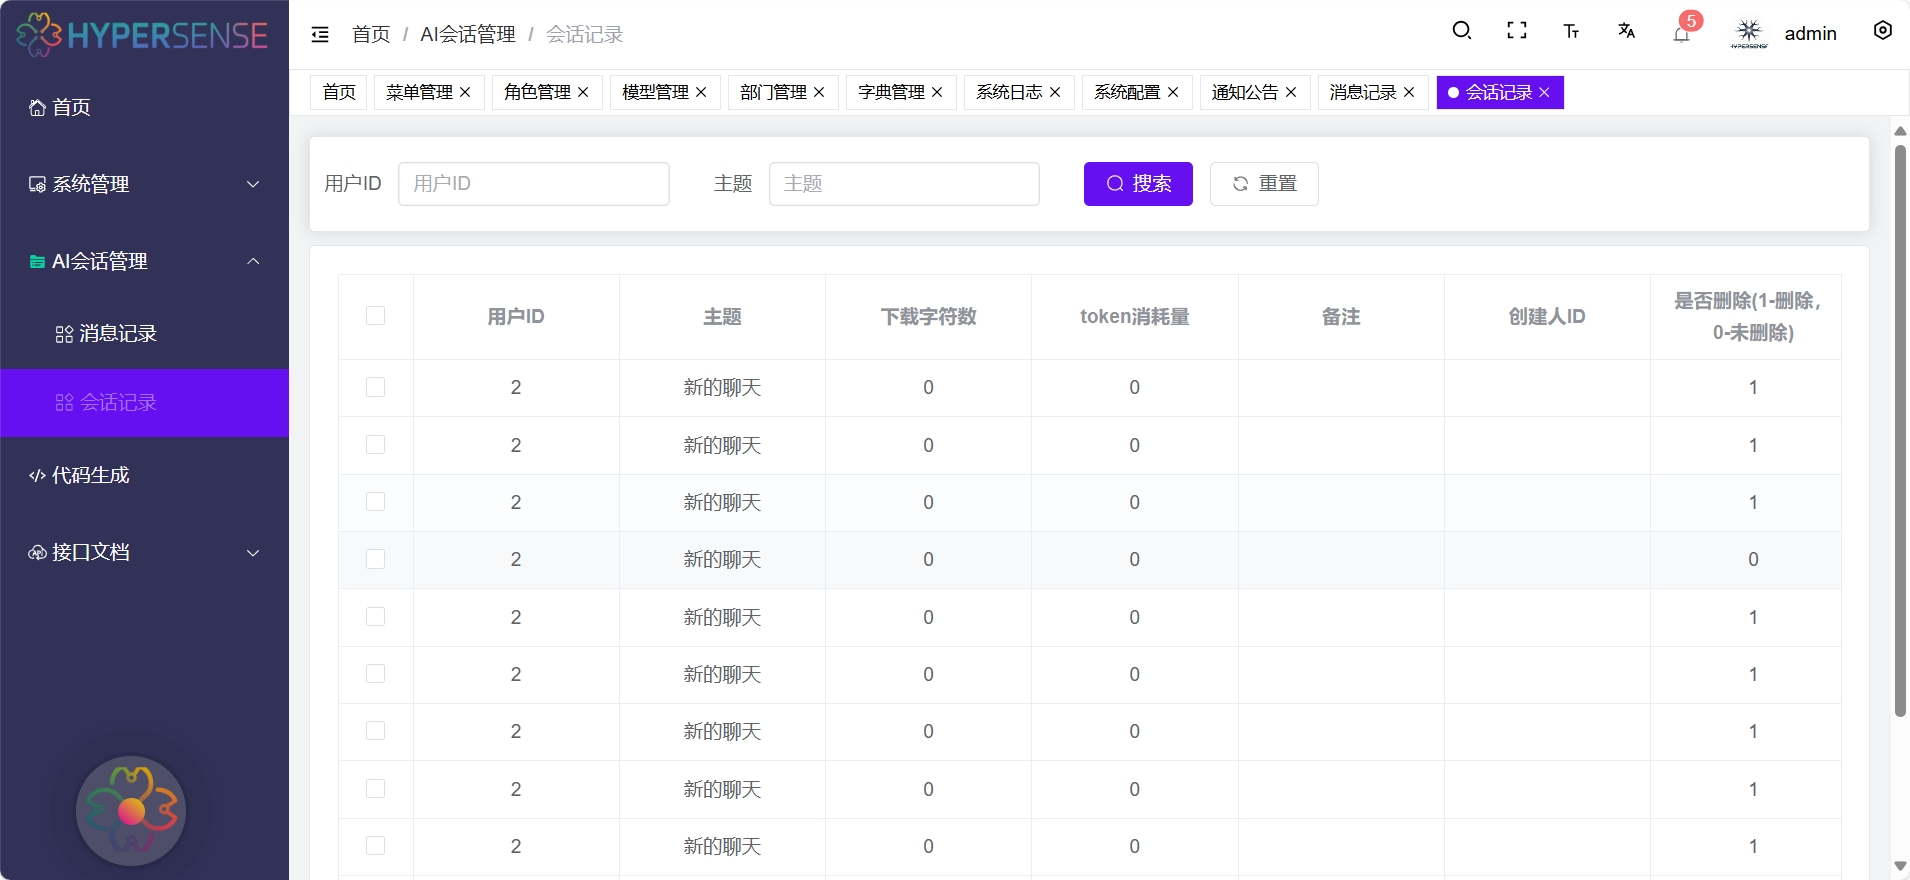 HYPERSENSE
首页 / AI会话管理 / 会话记录
5
admin
首页
系统管理
AI会话管理
消息记录
会话记录
代码生成
接口文档
首页 菜单管理 角色管理 模型管理 部门管理 字典管理 系统日志 系统配置 通知公告 消息记录 会话记录
用户ID 用户ID 主题 主题 搜索 重置
用户ID 主题 下载字符数 token消耗量 备注 创建人ID 是否删除(1-删除，
0-未删除)
2 新的聊天 0 0 1
2 新的聊天 0 0 1
2 新的聊天 0 0 1
2 新的聊天 0 0 0
2 新的聊天 0 0 1
2 新的聊天 0 0 1
2 新的聊天 0 0 1
2 新的聊天 0 0 1
2 新的聊天 0 0 1